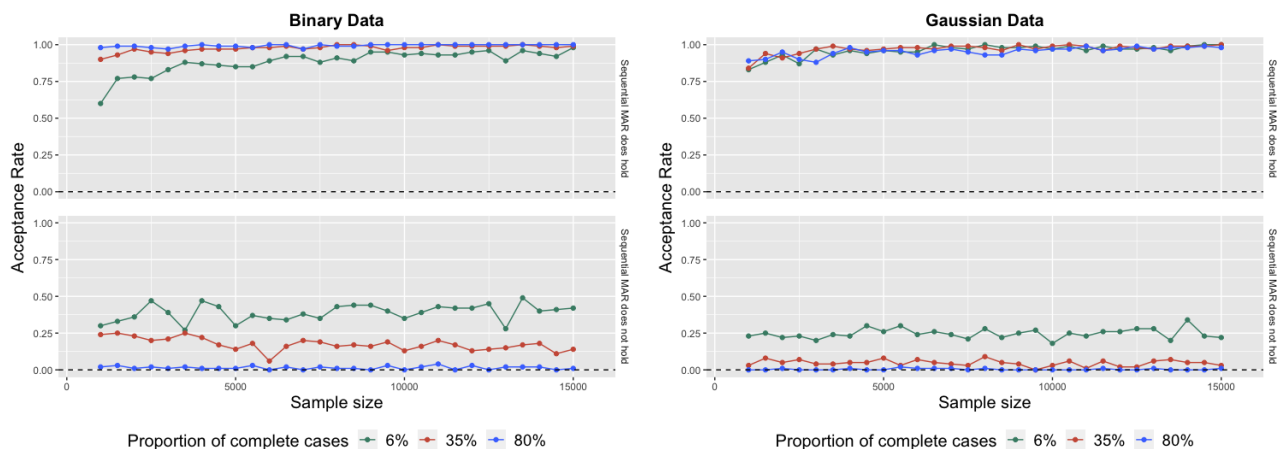 Binary Data
Acceptance Rate
1.00
0.75
0.50
0.25
0.00
Sequential MAR does hold
1.00
0.75
0.50
0.25
0.00
Sequential MAR does not hold
0 5000 10000 15000
Sample size
Proportion of complete cases 6% 35% 80%
Gaussian Data
Acceptance Rate
1.00
0.75
0.50
0.25
0.00
Sequential MAR does hold
1.00
0.75
0.50
0.25
0.00
Sequential MAR does not hold
0 5000 10000 15000
Sample size
Proportion of complete cases 6% 35% 80%